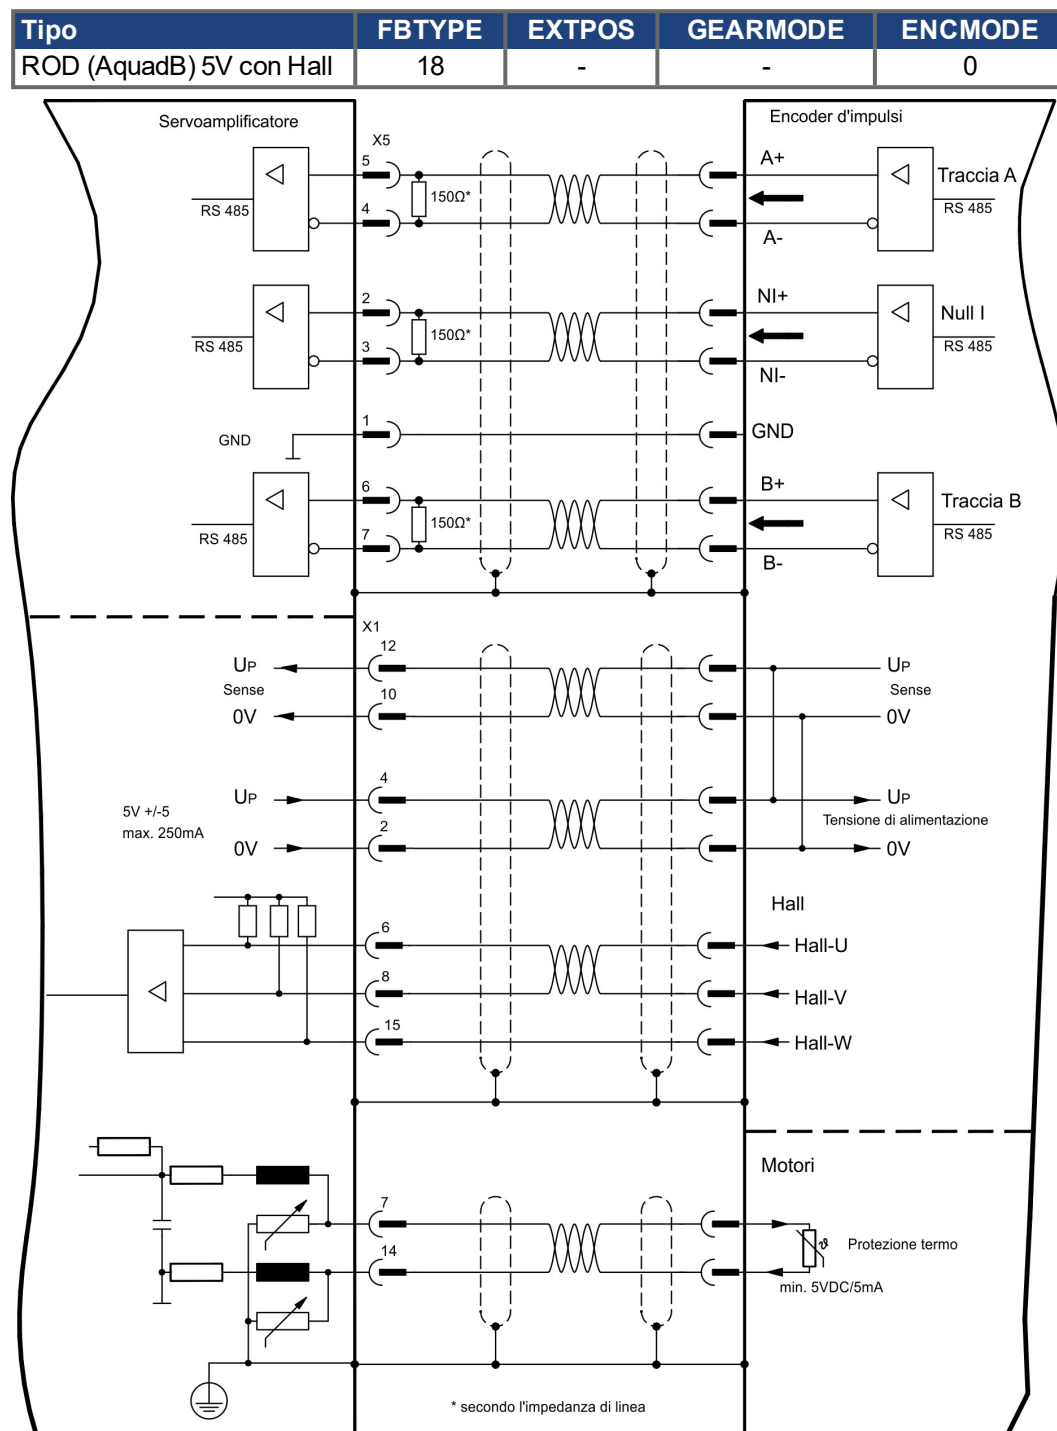 Tipo FBTYPE EXTPOS GEARMODE ENCMODE
ROD (AquadB) 5V con Hall 18 - - 0
Servoamplificatore
Encoder d'impulsi
X5
5
A+
150Ω*
Traccia A
RS 485
RS 485
4
A-
2
NI+
150Ω*
Null I
RS 485
RS 485
3
NI-
1
GND
GND
6
B+
150Ω*
Traccia B
RS 485
RS 485
7
B-
X1
12
UP
UP
Sense
Sense
10
0V
0V
4
UP
UP
5V +/-5
max. 250mA
Tensione di alimentazione
2
0V
0V
Hall
6
Hall-U
8
Hall-V
15
Hall-W
Motori
7
14
ϑ
Protezione termo
min. 5VDC/5mA
* secondo l'impedanza di linea